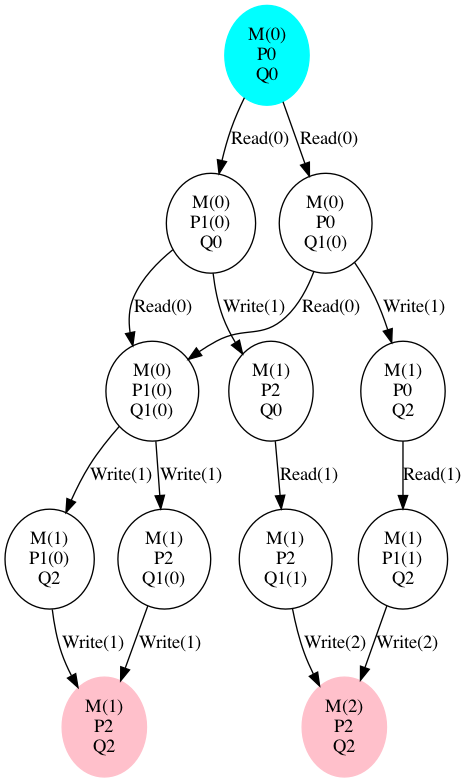 M(0)
P0
Q0
Read(0)
Read(0)
M(0)
P1(0)
Q0
M(0)
P0
Q1(0)
Read(0)
Write(1)
Read(0)
Write(1)
M(0)
P1(0)
Q1(0)
M(1)
P2
Q0
M(1)
P0
Q2
Write(1)
Write(1)
Read(1)
Read(1)
M(1)
P1(0)
Q2
M(1)
P2
Q1(0)
M(1)
P2
Q1(1)
M(1)
P1(1)
Q2
Write(1)
Write(1)
Write(2)
Write(2)
M(1)
P2
Q2
M(2)
P2
Q2